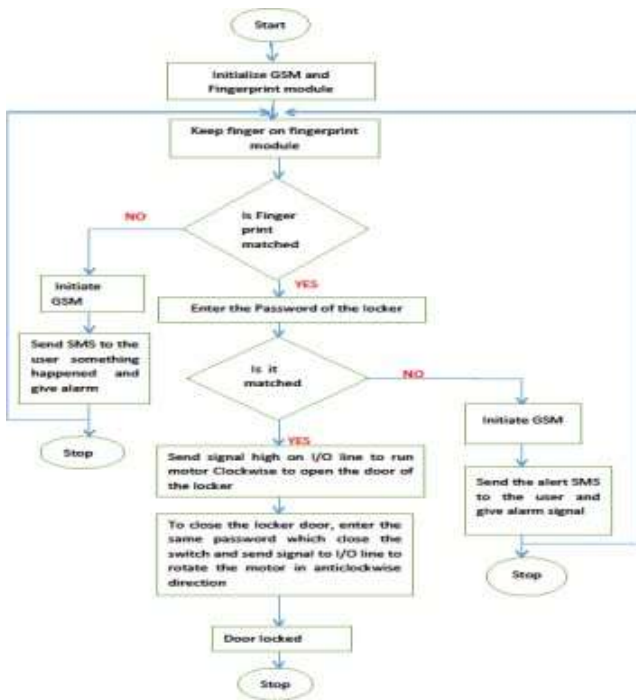 Start
Initialize GSM and
Fingerprint module
Keep finger on fingerprint
module
Is Finger
print
matched
NO
YES
Initiate
GSM
Send SMS to the
user something
happened and
give alarm
Stop
Enter the Password of the locker
Is it
matched
NO
YES
Initiate GSM
Send the alert SMS
to the user and
give alarm signal
Stop
Send signal high on I/O line to run
motor Clockwise to open the door of
the locker
To close the locker door, enter the
same password which close the
switch and send signal to I/O line to
rotate the motor in anticlockwise
direction
Door locked
Stop